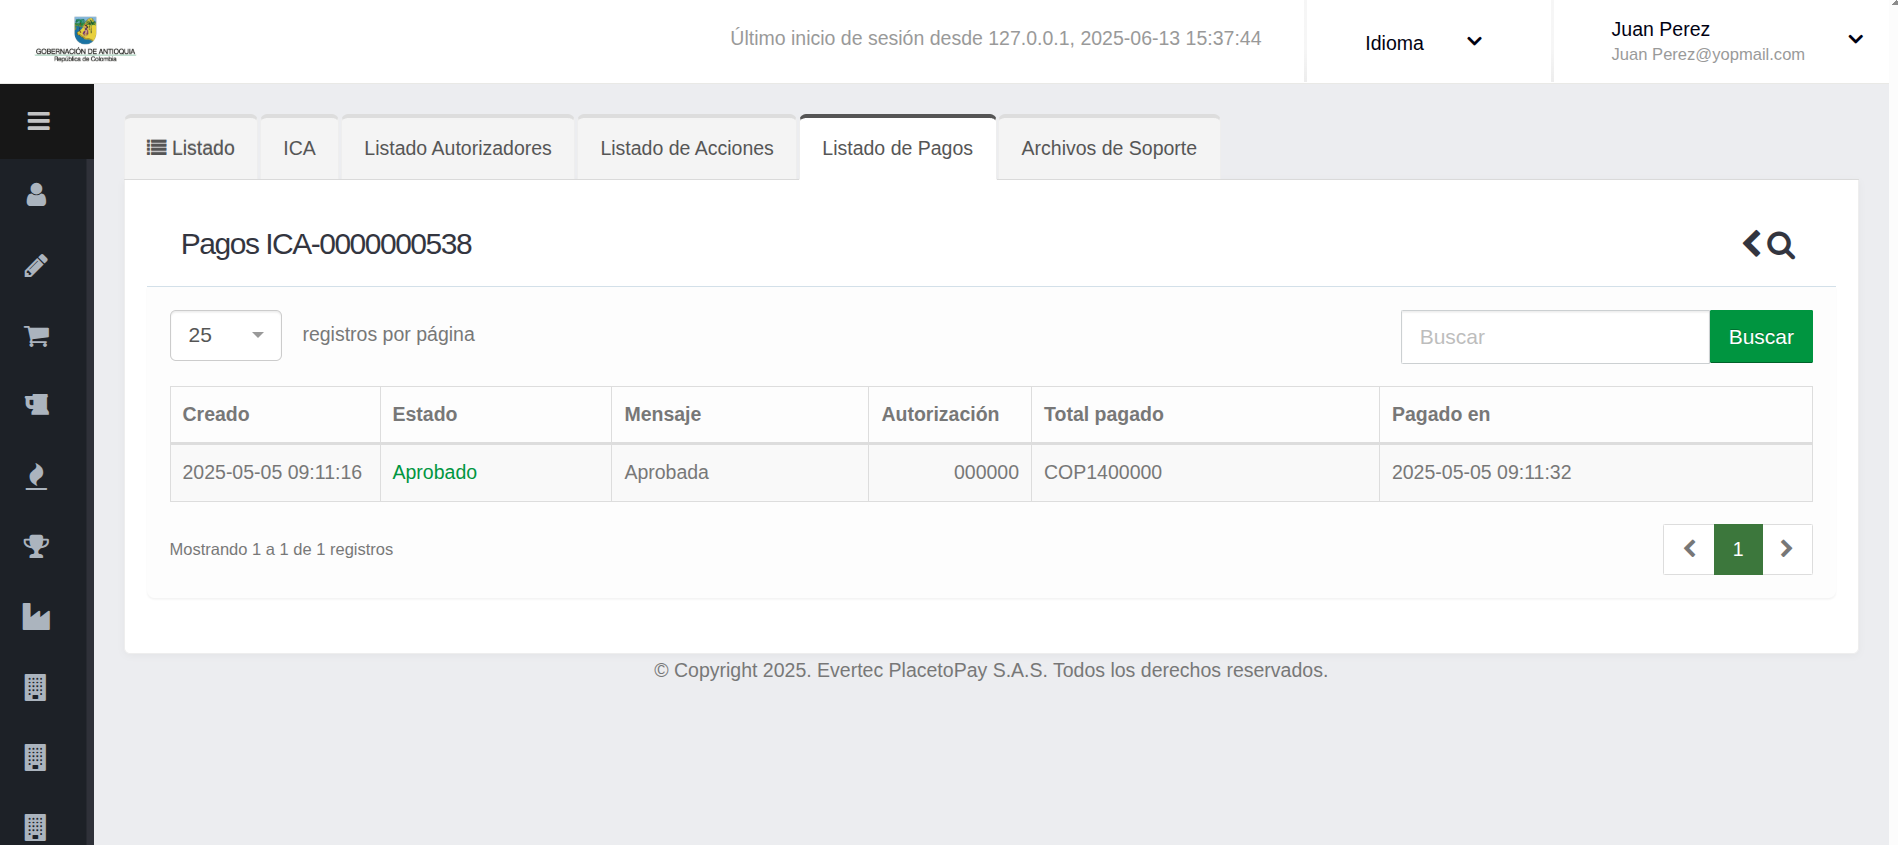 GOBERNACIÓN DE ANTIOQUIA
República de Colombia
Último inicio de sesión desde 127.0.0.1, 2025-06-13 15:37:44
Idioma
Juan Perez
Juan Perez@yopmail.com
Listado
ICA
Listado Autorizadores
Listado de Acciones
Listado de Pagos
Archivos de Soporte
Pagos ICA-0000000538
25 registros por página
Buscar
Buscar
Creado Estado Mensaje Autorización Total pagado Pagado en
2025-05-05 09:11:16 Aprobado Aprobada 000000 COP1400000 2025-05-05 09:11:32
Mostrando 1 a 1 de 1 registros
1
© Copyright 2025. Evertec PlacetoPay S.A.S. Todos los derechos reservados.